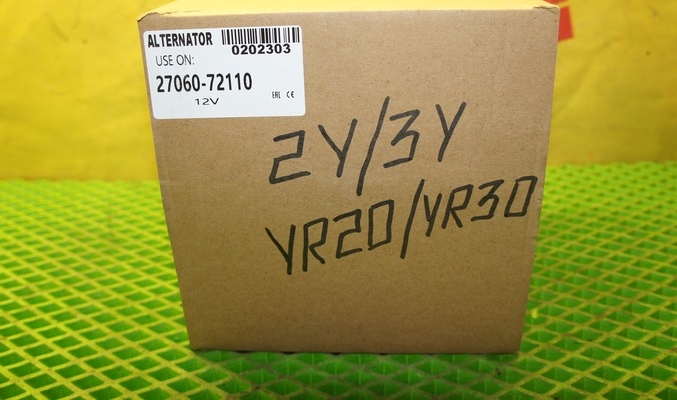 ALTERNATOR
0202303
USE ON:
27060-72110
12V
EAC CE
2Y/3Y
YR20/YR30